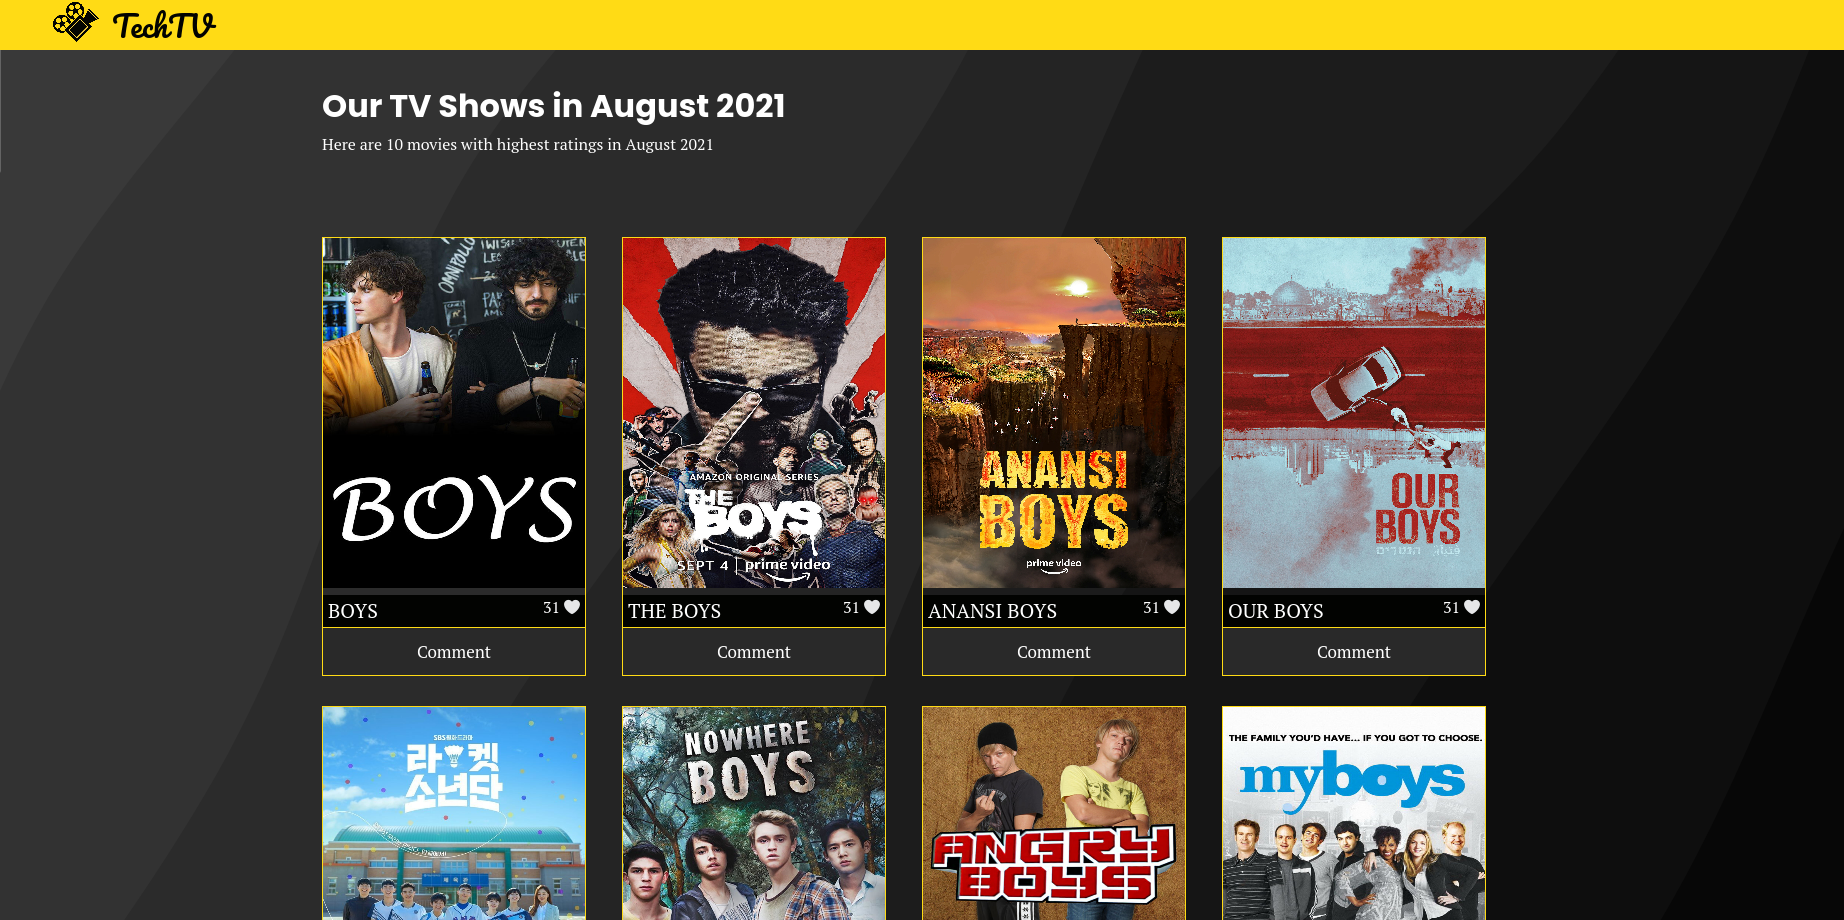 TechTV
Our TV Shows in August 2021
Here are 10 movies with highest ratings in August 2021
BOYS
AMAZON ORIGINAL SERIES
THE
BOYS
SEPT 4 | prime video
ANANSI
BOYS
prime video
OUR
BOYS
BOYS 31
THE BOYS 31
ANANSI BOYS 31
OUR BOYS 31
Comment
Comment
Comment
Comment
라켓
소년단
NOWHERE
BOYS
ANGRY
BOYS
THE FAMILY YOU'D HAVE... IF YOU GOT TO CHOOSE.
myboys